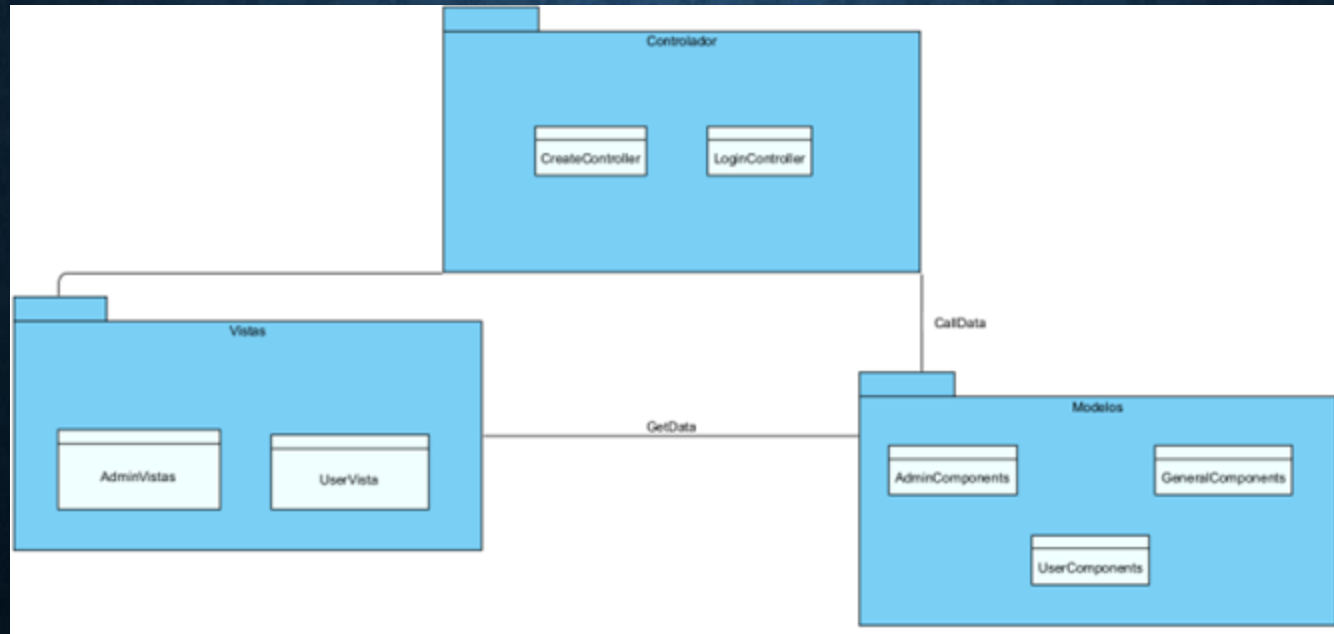 Controlador
CreateController
LoginController
CallData
Vistas
AdminVistas
UserVista
GetData
Modelos
AdminComponents
GeneralComponents
UserComponents